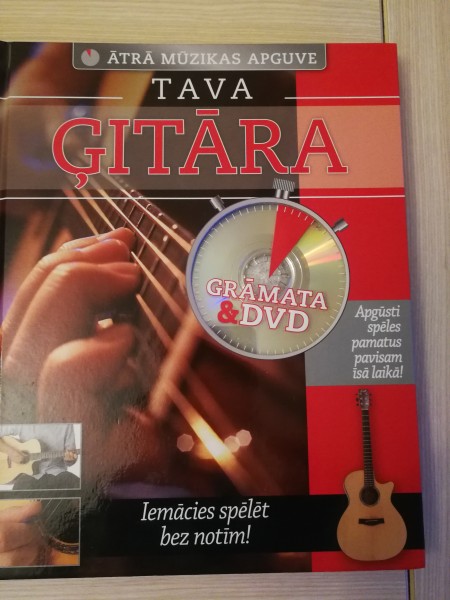 ĀTRĀ MŪZIKAS APGUVE
TAVA
ĢITĀRA
GRĀMATA
& DVD
Apgūsti
spēles
pamatus
pavisam
īsā laikā!
Iemācies spēlēt
bez notīm!